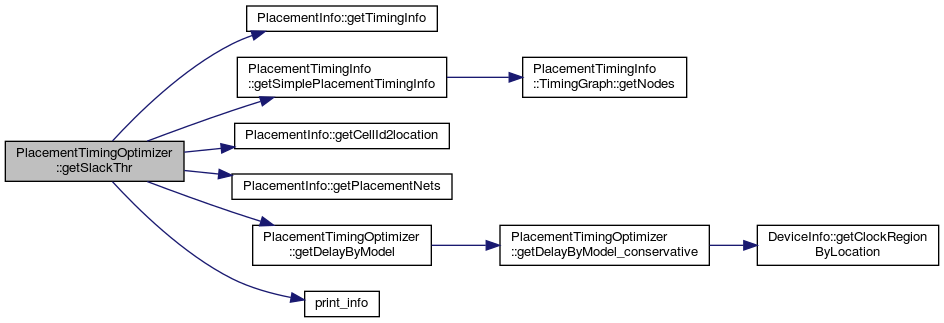 PlacementInfo::getTimingInfo
PlacementTimingInfo
::getSimplePlacementTimingInfo
PlacementTimingInfo
::TimingGraph::getNodes
PlacementInfo::getCellId2location
PlacementTimingOptimizer
::getSlackThr
PlacementInfo::getPlacementNets
PlacementTimingOptimizer
::getDelayByModel
PlacementTimingOptimizer
::getDelayByModel_conservative
DeviceInfo::getClockRegion
ByLocation
print_info